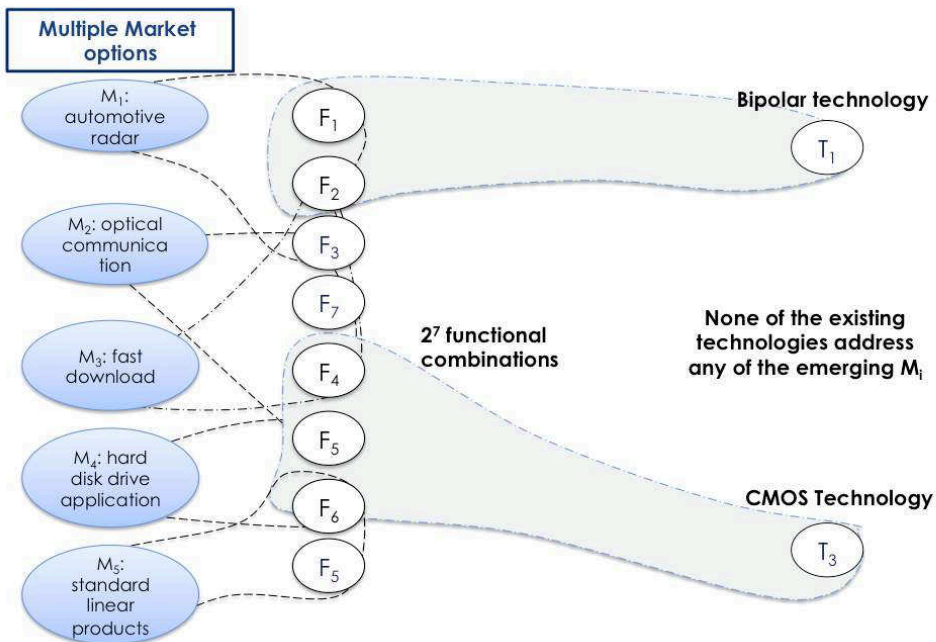 Multiple Market
options
M₁:
automotive
radar
M₂: optical
communica
tion
M₃: fast
download
M₄: hard
disk drive
application
M₅:
standard
linear
products
F₁
F₂
F₃
F₇
F₄
F₅
F₆
F₅
2⁷ functional
combinations
Bipolar technology
T₁
None of the existing
technologies address
any of the emerging Mᵢ
CMOS Technology
T₃